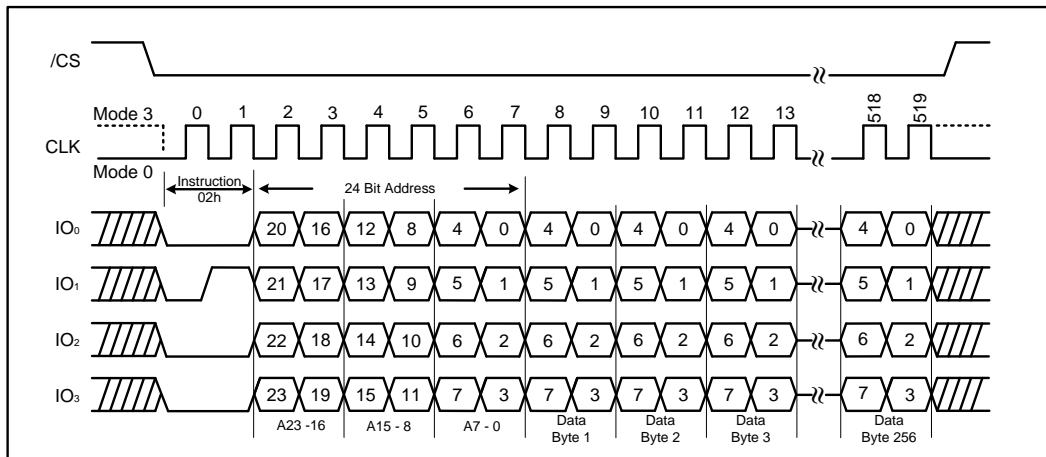 /CS
Mode 3
0 1 2 3 4 5 6 7 8 9 10 11 12 13 518 519
CLK
Mode 0
Instruction
02h
24 Bit Address
IO0 20 16 12 8 4 0 4 0 4 0 4 0 4 0
IO1 21 17 13 9 5 1 5 1 5 1 5 1 5 1
IO2 22 18 14 10 6 2 6 2 6 2 6 2 6 2
IO3 23 19 15 11 7 3 7 3 7 3 7 3 7 3
A23 -16 A15 - 8 A7 - 0 Data Data Data Data
Byte 1 Byte 2 Byte 3 Byte 256